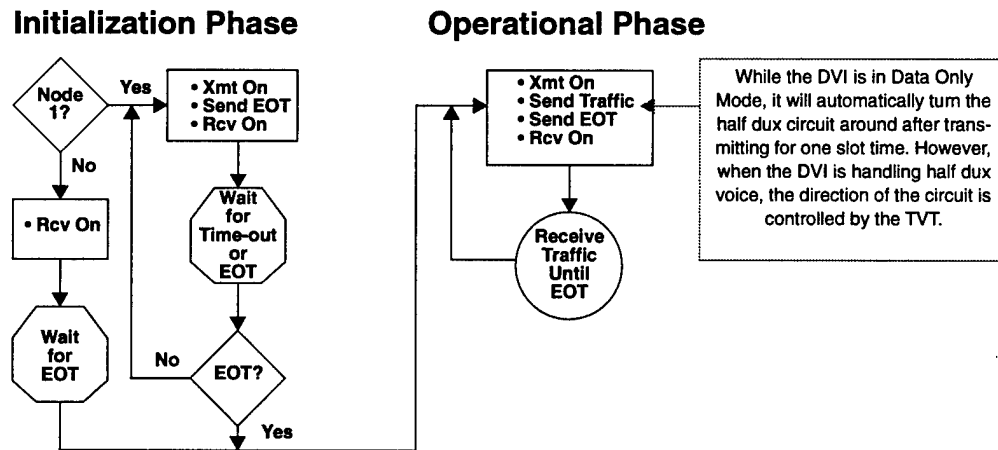 Initialization Phase
Operational Phase
Node
1?
Yes
• Xmt On
• Send EOT
• Rcv On
No
• Rcv On
Wait
for
EOT
Wait
for
Time-out
or
EOT
No
EOT?
Yes
• Xmt On
• Send Traffic
• Send EOT
• Rcv On
Receive
Traffic
Until
EOT
While the DVI is in Data Only
Mode, it will automatically turn the
half dux circuit around after trans-
mitting for one slot time. However,
when the DVI is handling half dux
voice, the direction of the circuit is
controlled by the TVT.